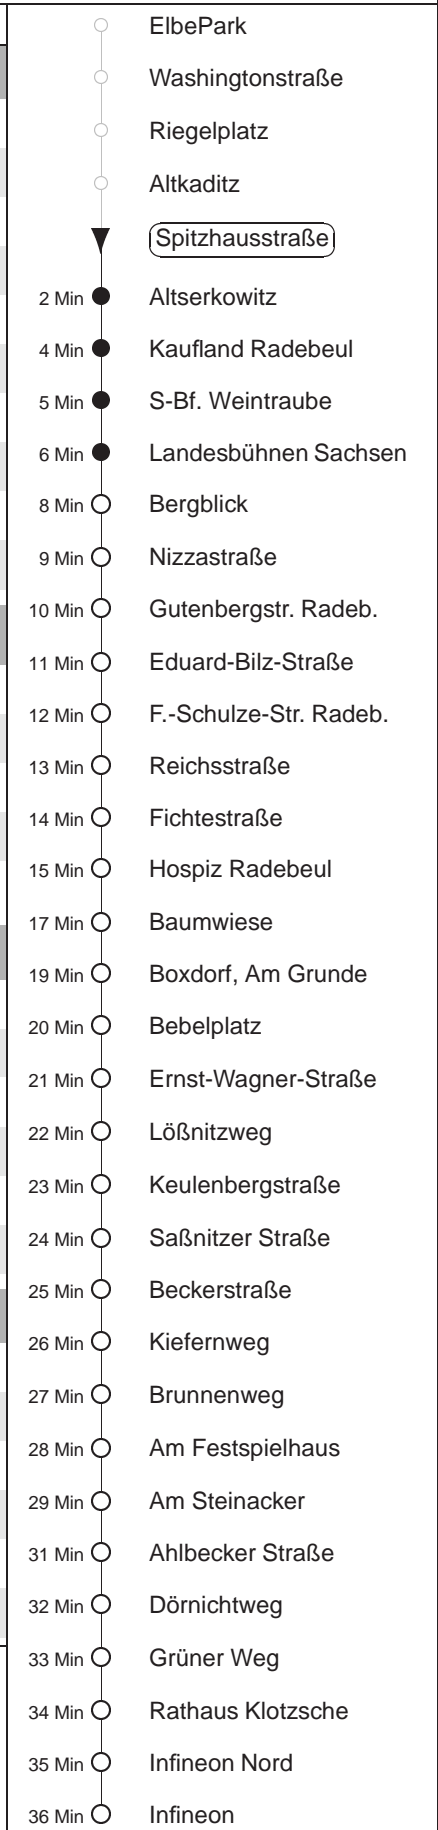 ElbePark
Washingtonstraße
Riegelplatz
Altkaditz
Spitzhausstraße
2 Min Altserkowitz
4 Min Kaufland Radebeul
5 Min S-Bf. Weintraube
6 Min Landesbühnen Sachsen
8 Min Bergblick
9 Min Nizzastraße
10 Min Gutenbergstr. Radeb.
11 Min Eduard-Bilz-Straße
12 Min F.-Schulze-Str. Radeb.
13 Min Reichsstraße
14 Min Fichtestraße
15 Min Hospiz Radebeul
17 Min Baumwiese
19 Min Boxdorf, Am Grunde
20 Min Bebelplatz
21 Min Ernst-Wagner-Straße
22 Min Lößnitzweg
23 Min Keulenbergstraße
24 Min Saßnitzer Straße
25 Min Beckerstraße
26 Min Kiefernweg
27 Min Brunnenweg
28 Min Am Festspielhaus
29 Min Am Steinacker
31 Min Ahlbecker Straße
32 Min Dörnichtweg
33 Min Grüner Weg
34 Min Rathaus Klotzsche
35 Min Infineon Nord
36 Min Infineon